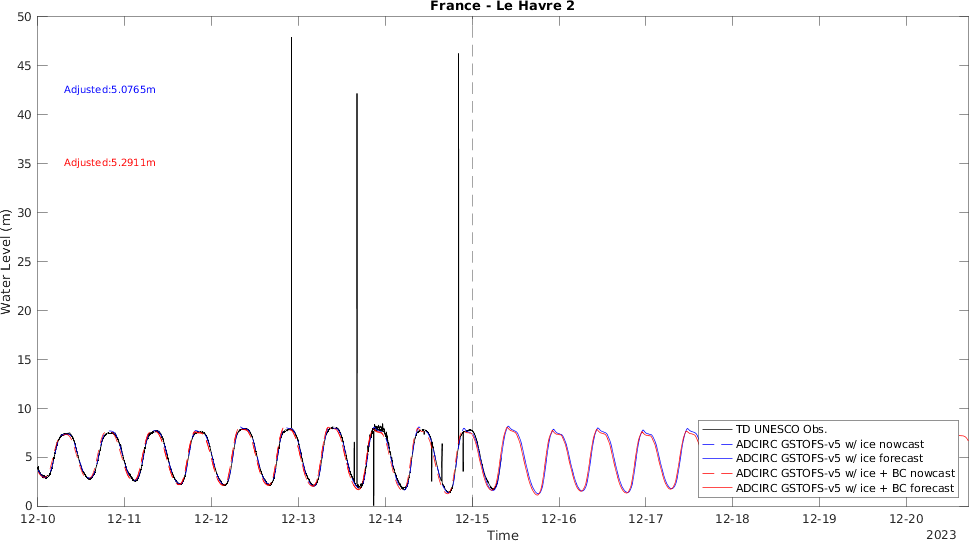 France - Le Havre 2
50
45
40
35
30
25
20
15
10
5
0
Water Level (m)
Adjusted:5.0765m
Adjusted:5.2911m
TD UNESCO Obs.
ADCIRC GSTOFS-v5 w/ ice nowcast
ADCIRC GSTOFS-v5 w/ ice forecast
ADCIRC GSTOFS-v5 w/ ice + BC nowcast
ADCIRC GSTOFS-v5 w/ ice + BC forecast
12-10 12-11 12-12 12-13 12-14 12-15 12-16 12-17 12-18 12-19 12-20
Time
2023